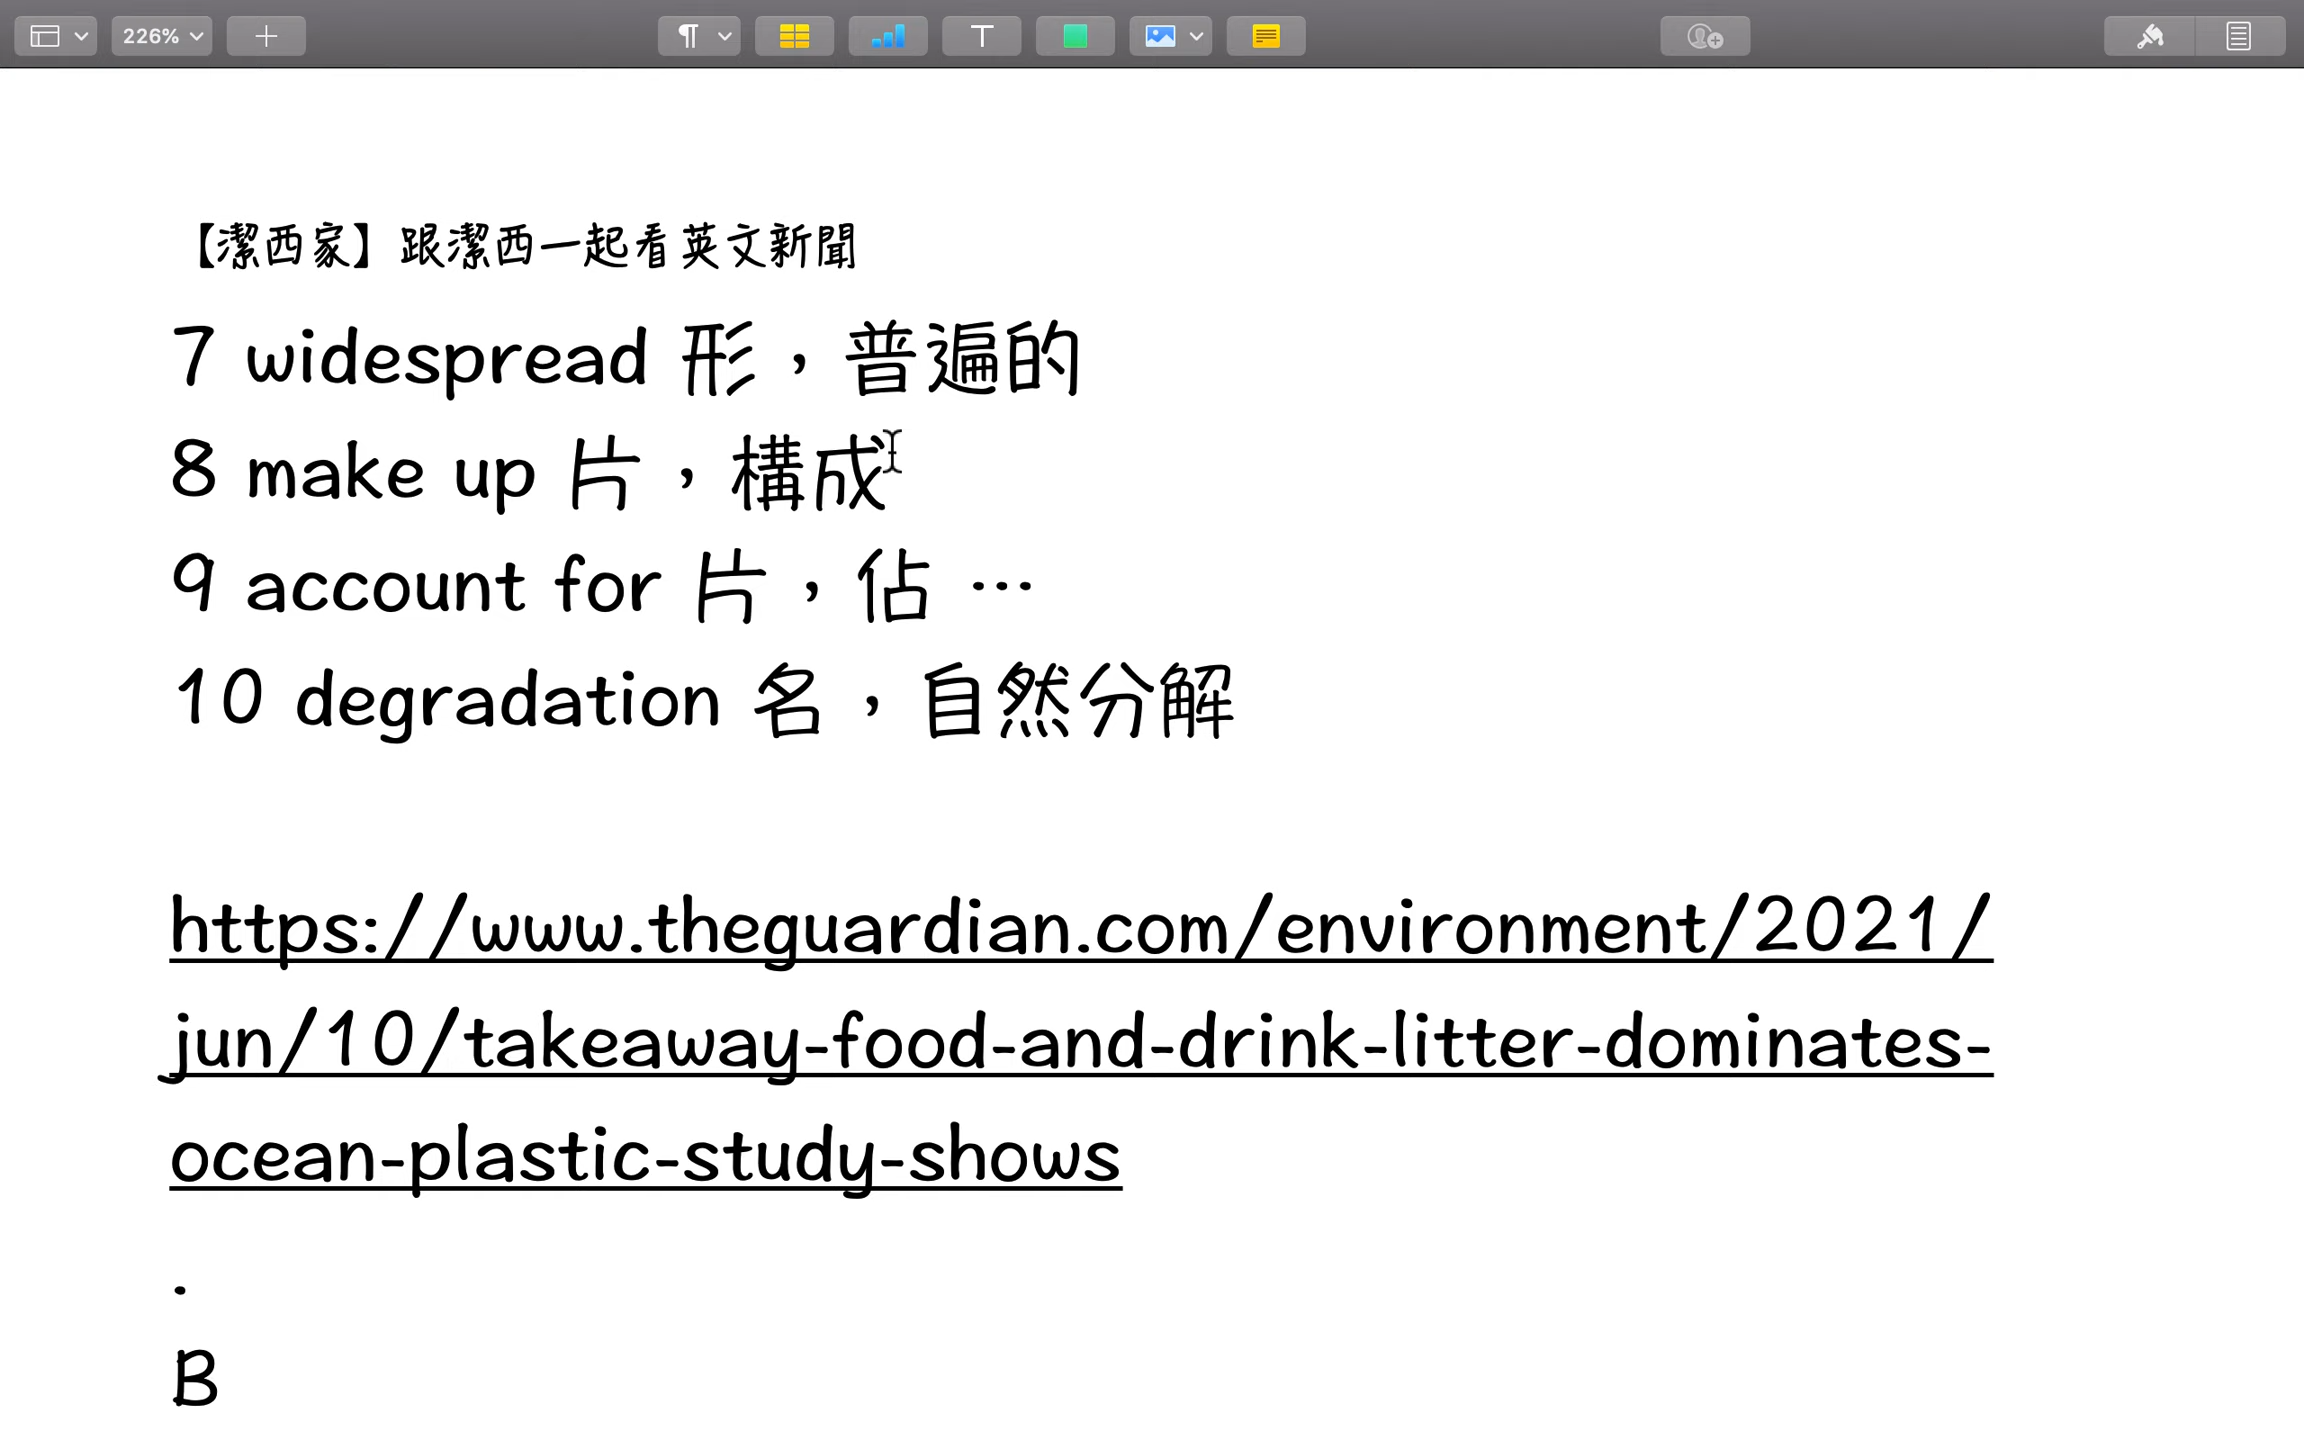 226%
【潔西家】跟潔西一起看英文新聞
7 widespread 形，普遍的
8 make up 片，構成
9 account for 片，佔 …
10 degradation 名，自然分解
https://www.theguardian.com/environment/2021/
jun/10/takeaway-food-and-drink-litter-dominates-
ocean-plastic-study-shows
.
B